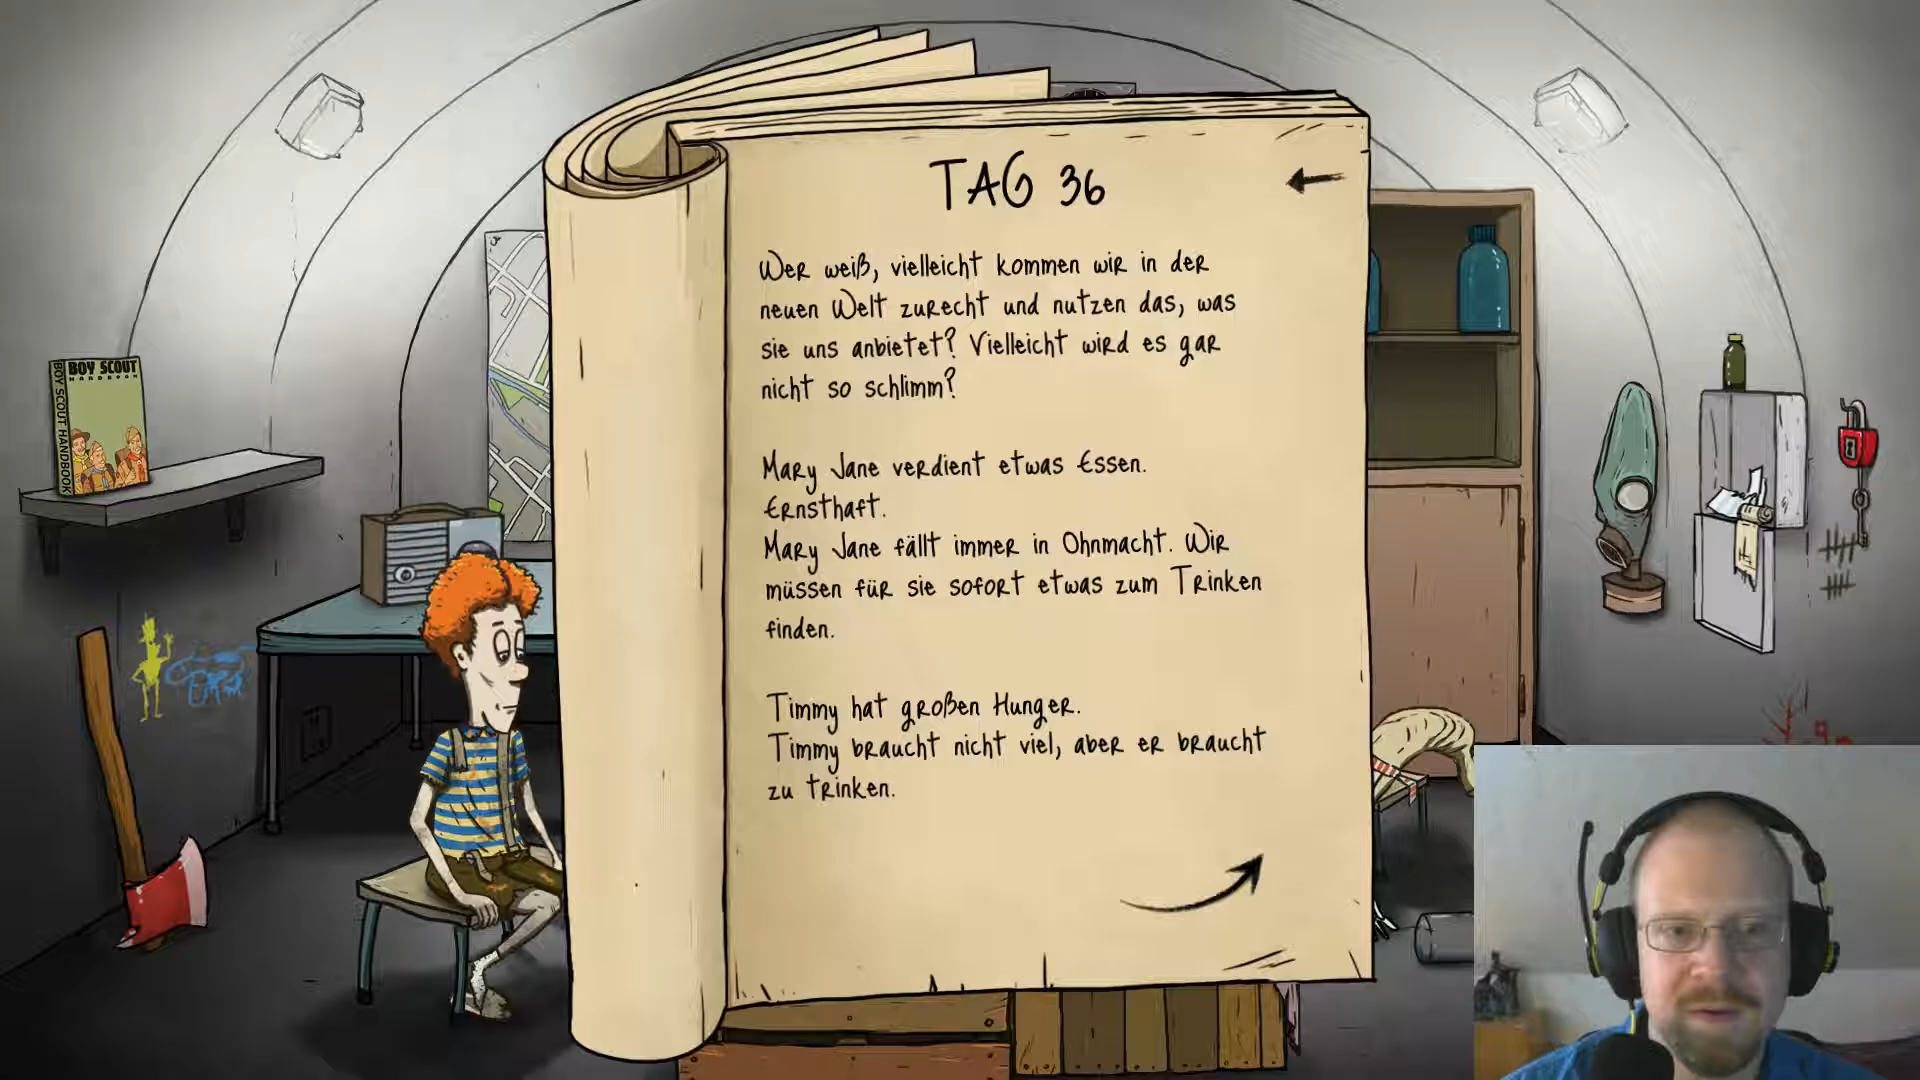 TAG 36
Wer weiß, vielleicht kommen wir in der
neuen Welt zurecht und nutzen das, was
sie uns anbietet? Vielleicht wird es gar
nicht so schlimm?
Mary Jane verdient etwas Essen.
Ernsthaft.
Mary Jane fällt immer in Ohnmacht. Wir
müssen für sie sofort etwas zum Trinken
finden.
Timmy hat großen Hunger.
Timmy braucht nicht viel, aber er braucht
zu trinken.
BOY SCOUT
HANDBOOK
BOY SCOUT HANDBOOK